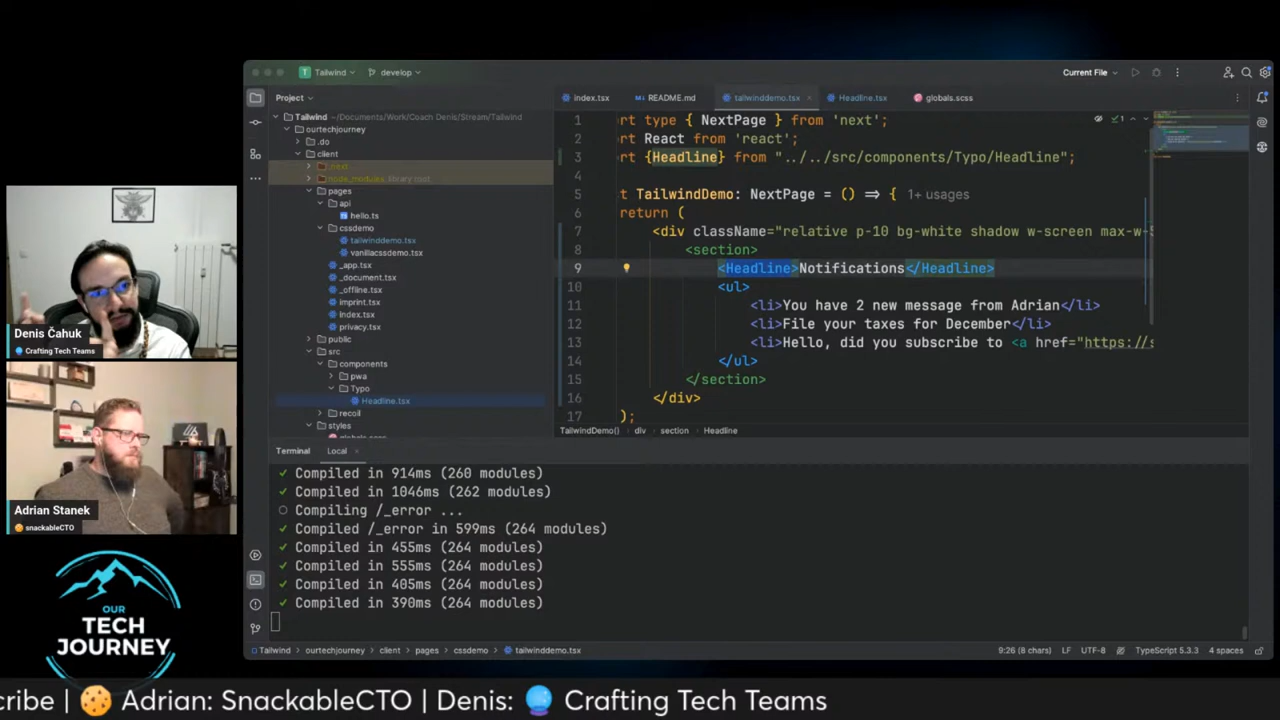 Tailwind
develop
Current File
Project
index.tsx
README.md
tailwinddemo.tsx
Headline.tsx
globals.scss
Tailwind ~/Documents/Work/Coach Denis/Stream/Tailwind
ourtechjourney
.do
client
.next
node_modules library root
pages
api
hello.ts
cssdemo
tailwinddemo.tsx
vanillacssdemo.tsx
_app.tsx
_document.tsx
_offline.tsx
imprint.tsx
index.tsx
privacy.tsx
public
src
components
pwa
Typo
Headline.tsx
recoil
styles
globals.scss
1 rt type { NextPage } from 'next';
2 rt React from 'react';
3 rt {Headline} from "../../src/components/Typo/Headline";
4
5 t TailwindDemo: NextPage = () => { 1+ usages
6 return (
7 <div className="relative p-10 bg-white shadow w-screen max-w-s
8 <section>
9 <Headline>Notifications</Headline>
10 <ul>
11 <li>You have 2 new message from Adrian</li>
12 <li>File your taxes for December</li>
13 <li>Hello, did you subscribe to <a href="https://s
14 </ul>
15 </section>
16 </div>
17 );
1
TailwindDemo() div section Headline
Terminal Local
Compiled in 914ms (260 modules)
Compiled in 1046ms (262 modules)
Compiling /_error ...
Compiled /_error in 599ms (264 modules)
Compiled in 455ms (264 modules)
Compiled in 555ms (264 modules)
Compiled in 405ms (264 modules)
Compiled in 390ms (264 modules)
Tailwind ourtechjourney client pages cssdemo tailwinddemo.tsx
9:26 (8 chars) LF UTF-8 TypeScript 5.3.3 4 spaces
Denis Čahuk
Crafting Tech Teams
Adrian Stanek
snackableCTO
OUR
TECH
JOURNEY
cribe | Adrian: SnackableCTO | Denis: Crafting Tech Teams